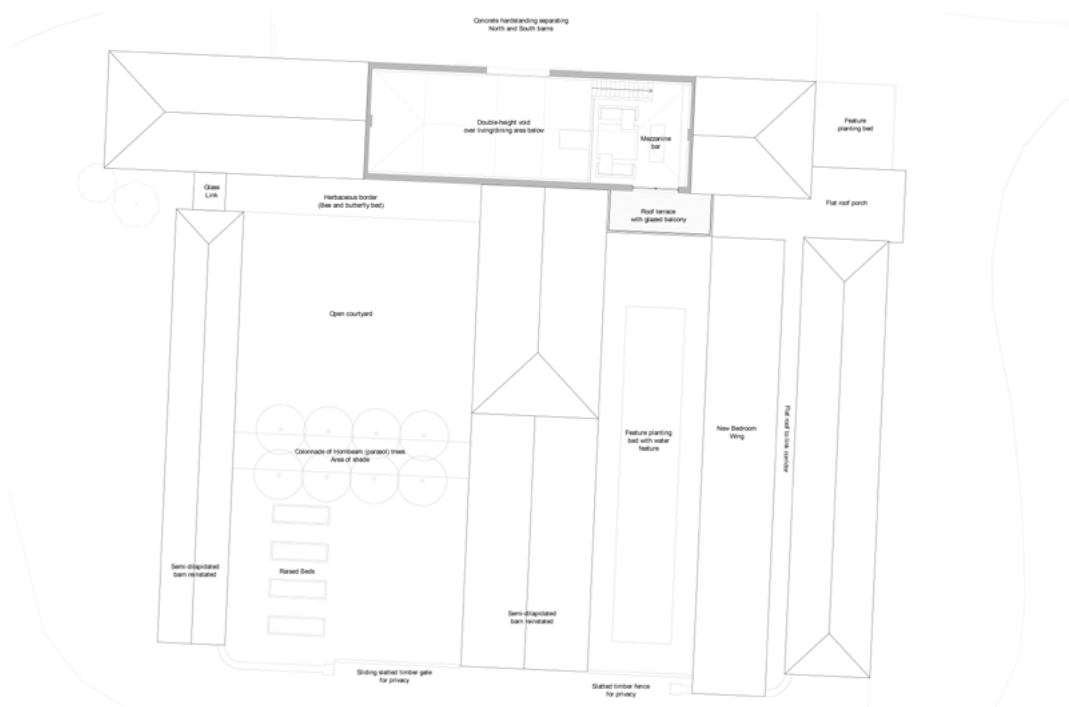 Concrete hardstanding separating
North and South barns
Double-height void
over living/dining area below
Mezzanine
bar
Feature
planting bed
Glass
Link
Herbaceous border
(Bee and butterfly bed)
Roof terrace
with glazed balcony
Flat roof porch
Open courtyard
Colonnade of Hornbeam (parasol) trees
Area of shade
Feature planting
bed with water
feature
New Bedroom
Wing
Flat roof to link corridor
Semi-dilapidated
barn reinstated
Raised Beds
Semi-dilapidated
barn reinstated
Sliding slatted timber gate
for privacy
Slatted timber fence
for privacy